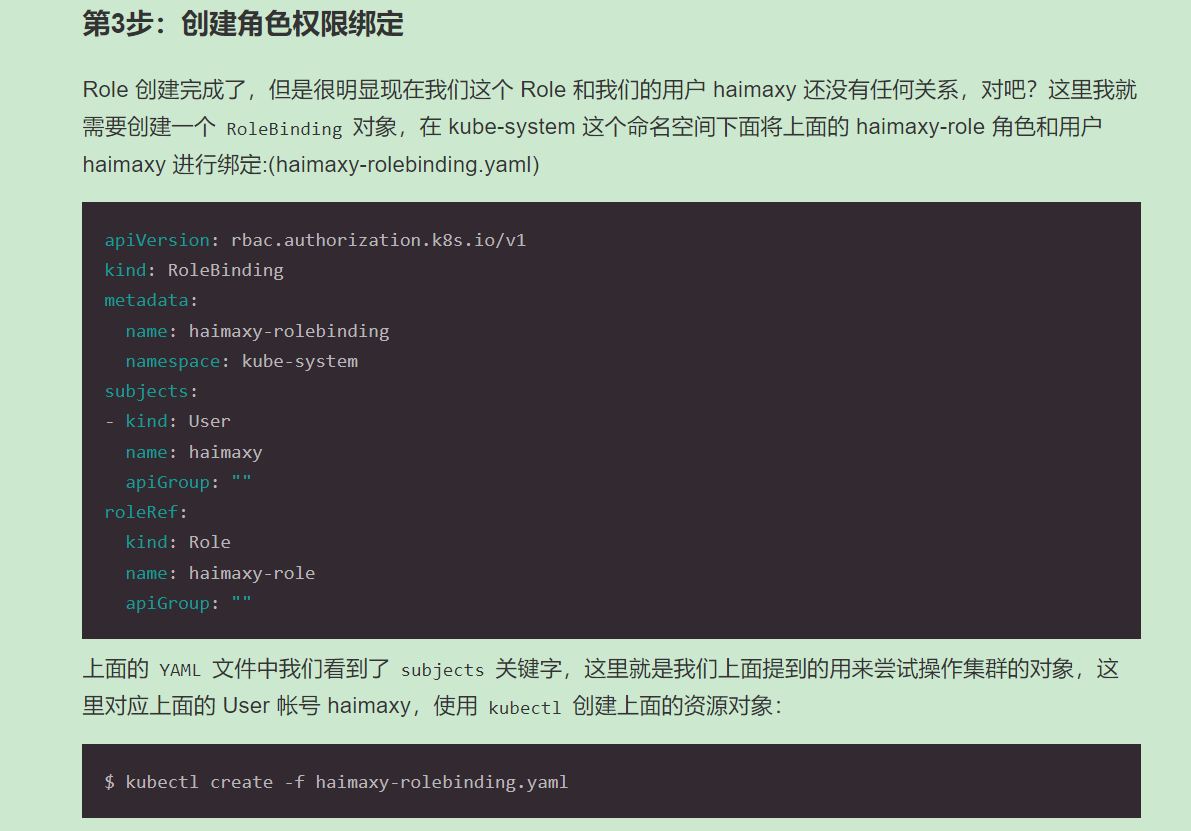 第3步：创建角色权限绑定
Role 创建完成了，但是很明显现在我们这个 Role 和我们的用户 haimaxy 还没有任何关系，对吧？这里我就
需要创建一个 RoleBinding 对象，在 kube-system 这个命名空间下面将上面的 haimaxy-role 角色和用户
haimaxy 进行绑定:(haimaxy-rolebinding.yaml)
apiVersion: rbac.authorization.k8s.io/v1
kind: RoleBinding
metadata:
  name: haimaxy-rolebinding
  namespace: kube-system
subjects:
- kind: User
  name: haimaxy
  apiGroup: ""
roleRef:
  kind: Role
  name: haimaxy-role
  apiGroup: ""
上面的 YAML 文件中我们看到了 subjects 关键字，这里就是我们上面提到的用来尝试操作集群的对象，这
里对应上面的 User 帐号 haimaxy，使用 kubectl 创建上面的资源对象：
$ kubectl create -f haimaxy-rolebinding.yaml